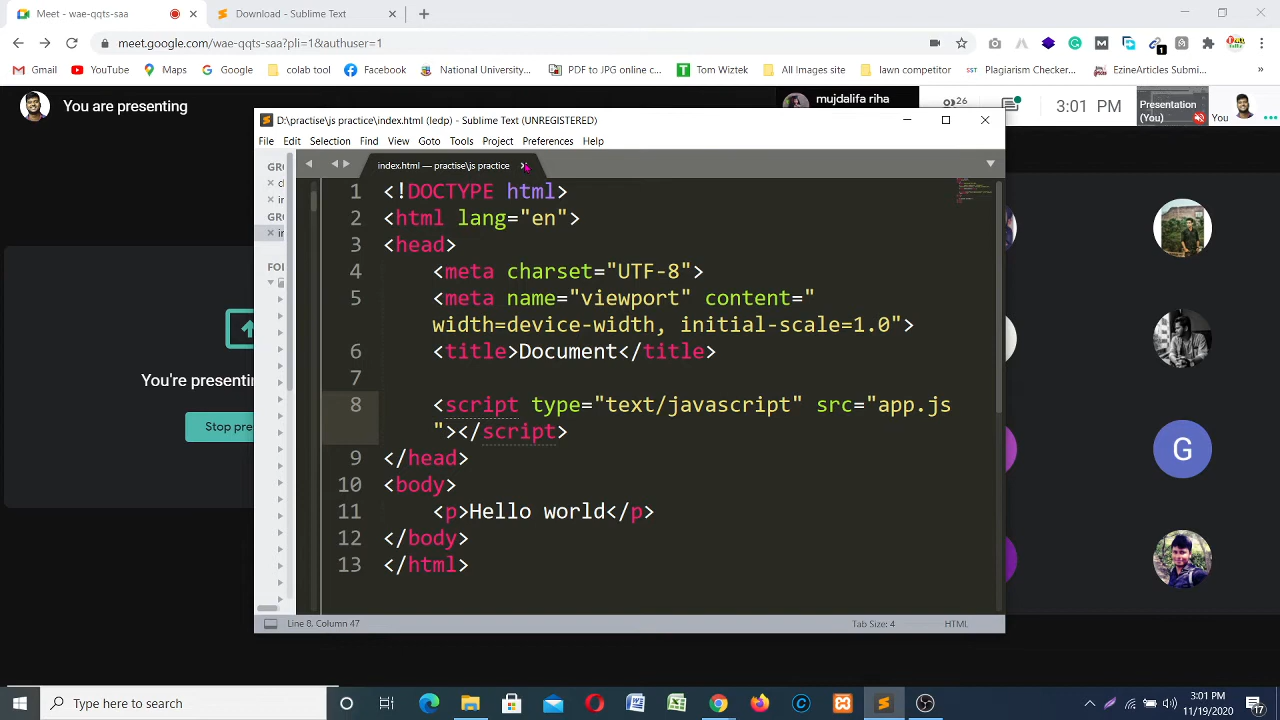 Meet - wae-qqts-saa
Download - Sublime Text
meet.google.com/wae-qqts-saa?pli=1&authuser=1
Gmail
YouTube
Maps
Google
colab tool
Facebook
National University...
PDF to JPG online c...
Tom Wiztek
All Images site
lawn competitor
Plagiarism Checker...
EzineArticles Submi...
You are presenting
mujdalifa riha
26
3:01 PM
Presentation
(You)
You
D:\practise\js practice\index.html (ledp) - Sublime Text (UNREGISTERED)
File Edit Selection Find View Goto Tools Project Preferences Help
index.html — practise\js practice
1 <!DOCTYPE html>
2 <html lang="en">
3 <head>
4 <meta charset="UTF-8">
5 <meta name="viewport" content="
width=device-width, initial-scale=1.0">
6 <title>Document</title>
7
8 <script type="text/javascript" src="app.js
"></script>
9 </head>
10 <body>
11 <p>Hello world</p>
12 </body>
13 </html>
You're presentin
Stop pre
G
Line 8, Column 47
Tab Size: 4
HTML
Type here to search
3:01 PM
11/19/2020